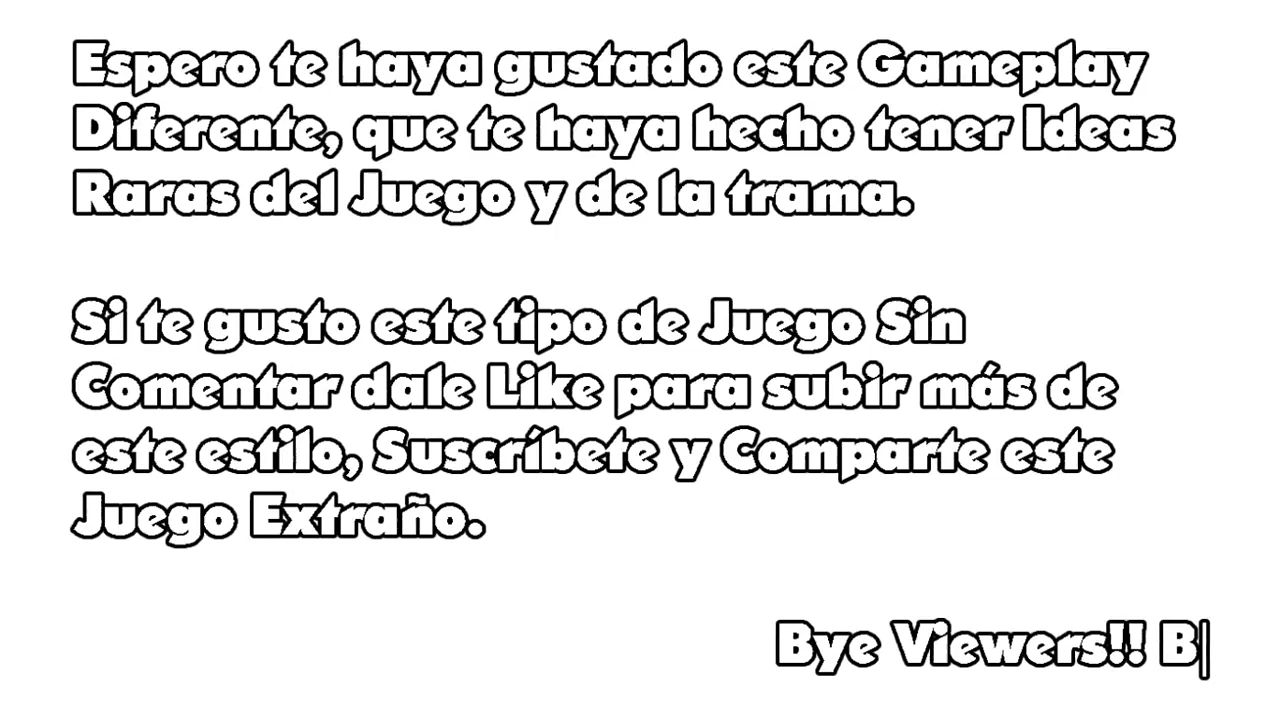 Espero te haya gustado este Gameplay
Diferente, que te haya hecho tener Ideas
Raras del Juego y de la trama.
Si te gusto este tipo de Juego Sin
Comentar dale Like para subir más de
este estilo, Suscríbete y Comparte este
Juego Extraño.
Bye Viewers!! B|